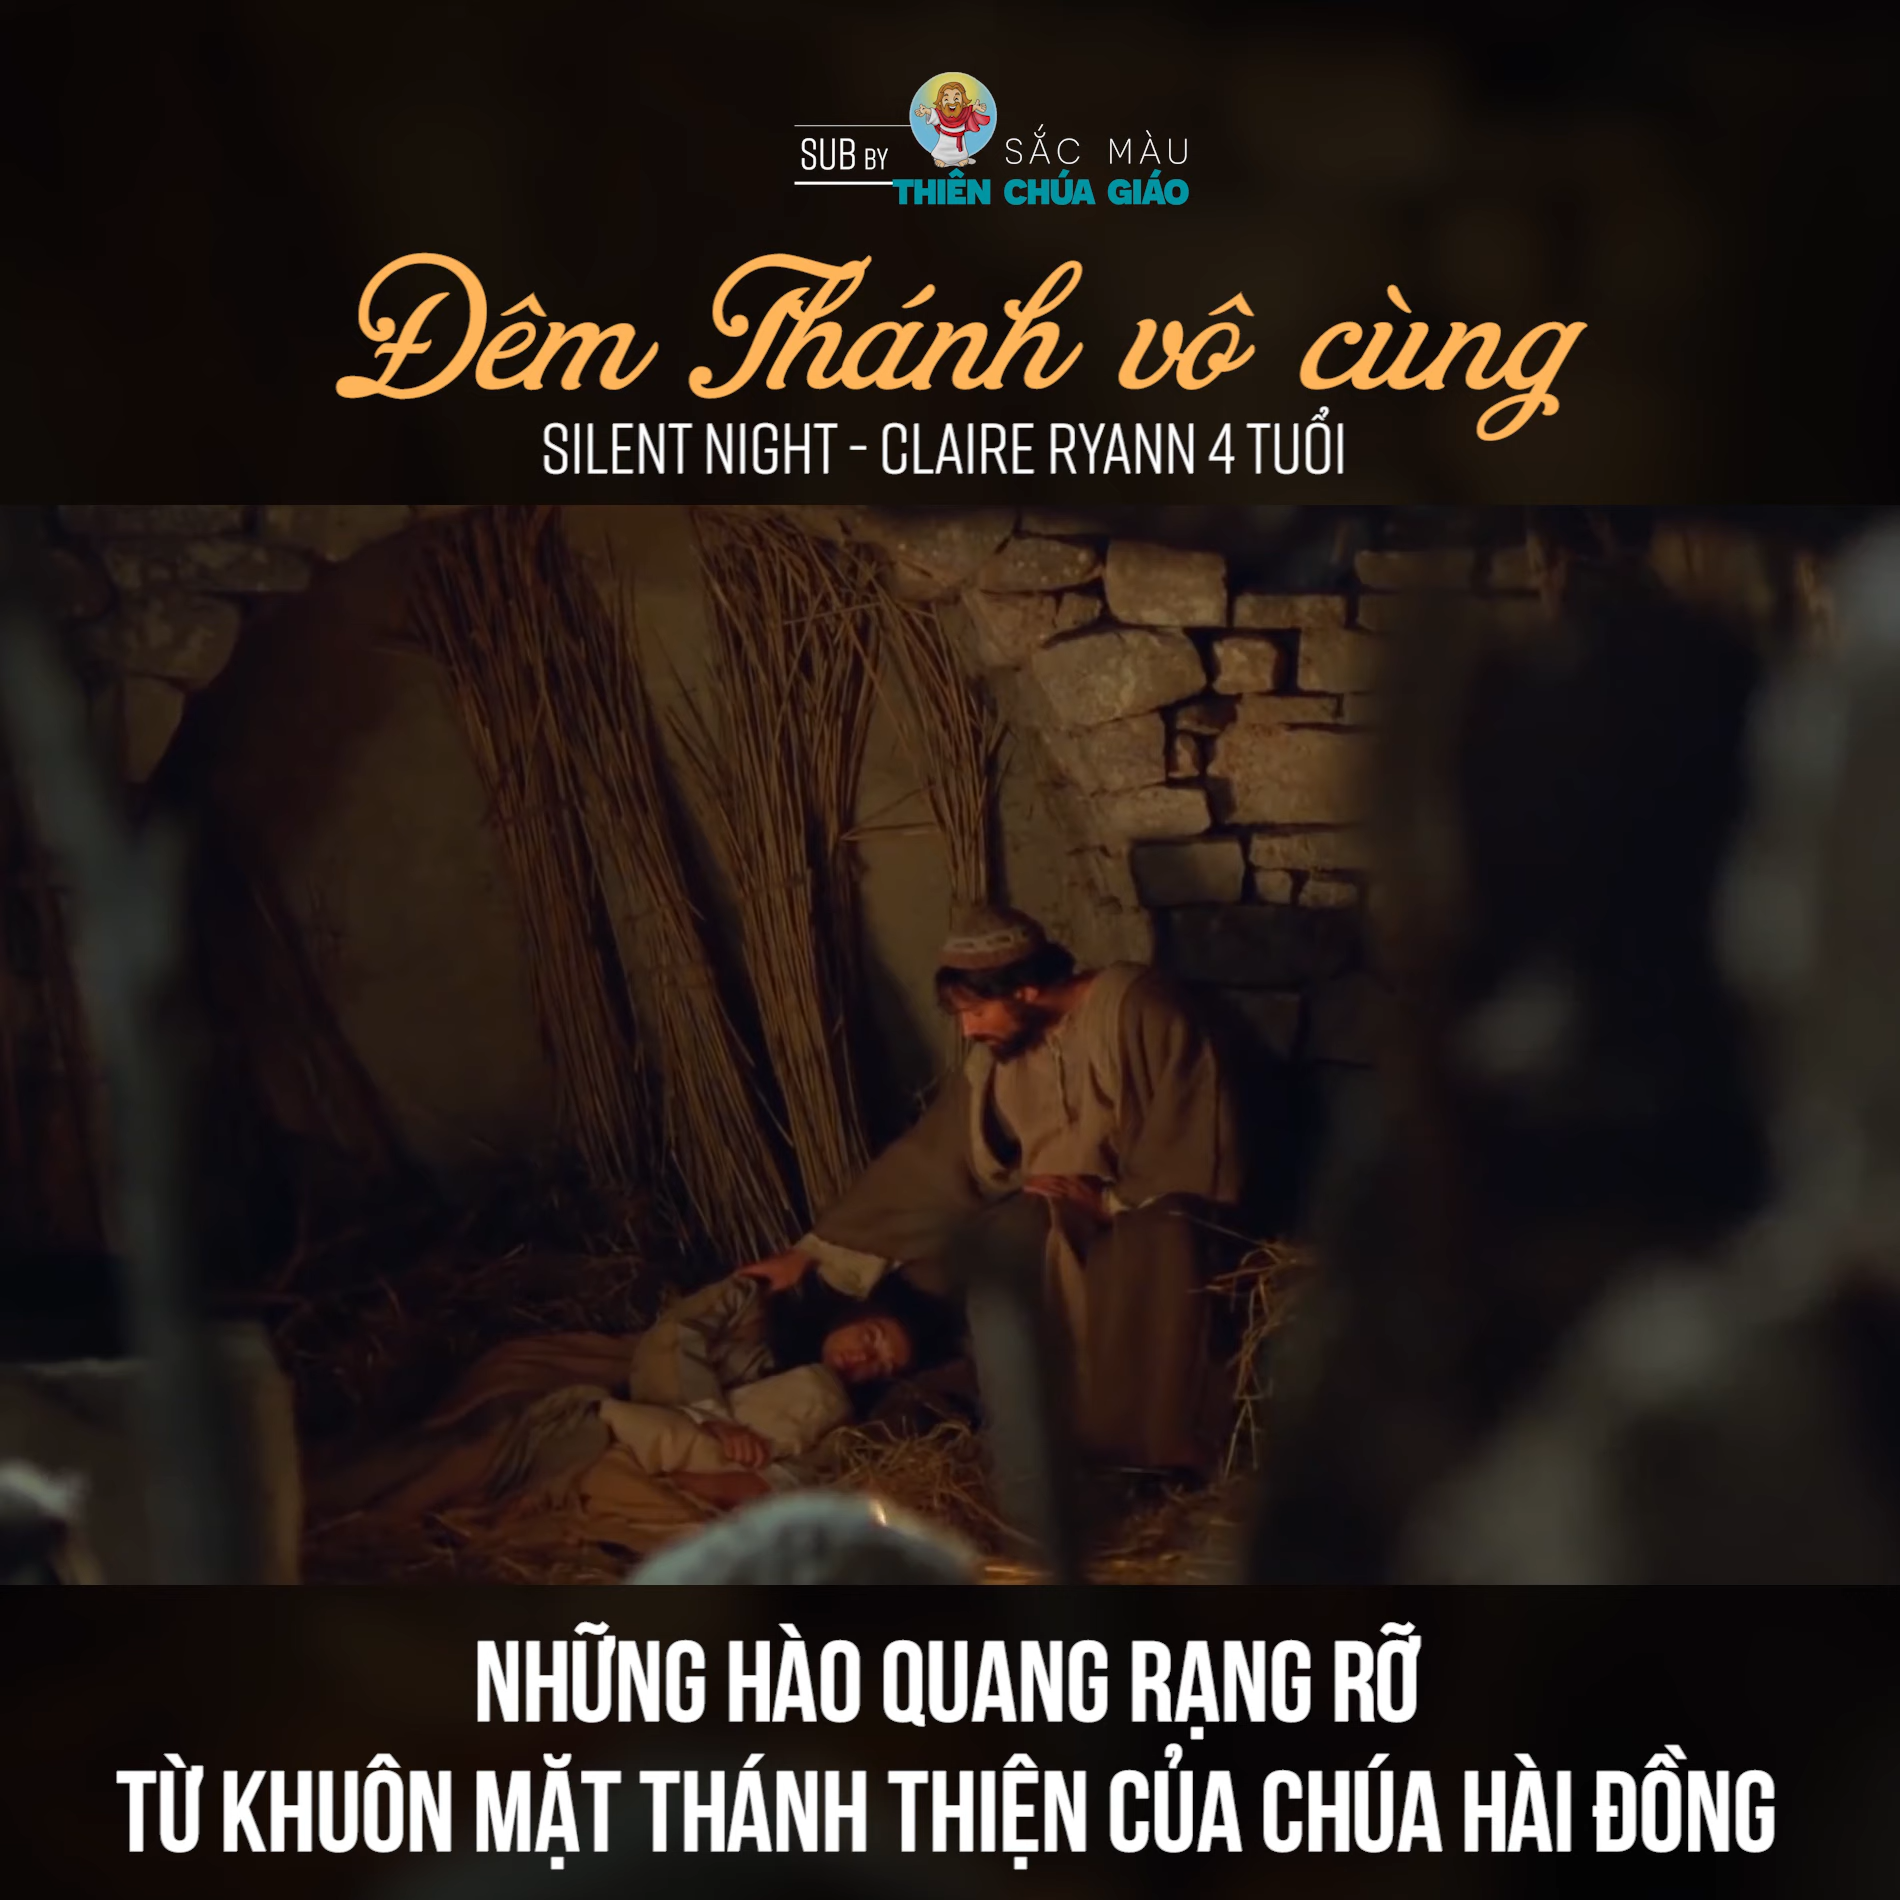 SUB BY SẮC MÀU
THIÊN CHÚA GIÁO
Đêm Thánh vô cùng
SILENT NIGHT - CLAIRE RYANN 4 TUỔI
NHỮNG HÀO QUANG RẠNG RỠ
TỪ KHUÔN MẶT THÁNH THIỆN CỦA CHÚA HÀI ĐỒNG